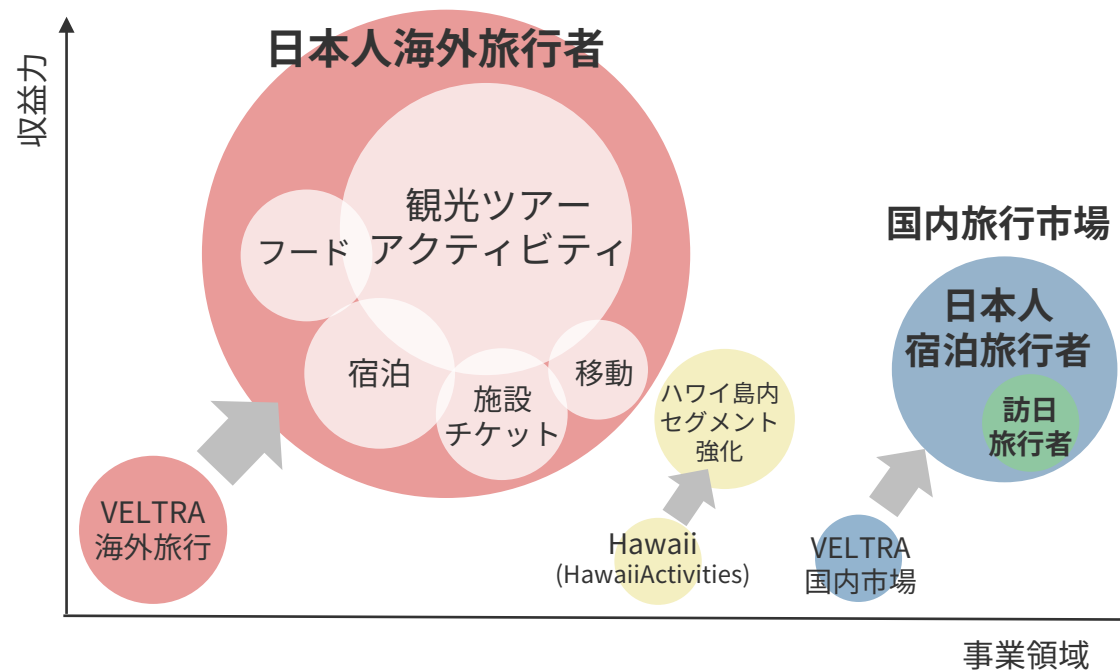 収益力
日本人海外旅行者
観光ツアー
アクティビティ
フード
宿泊
施設
チケット
移動
VELTRA
海外旅行
ハワイ島内
セグメント
強化
Hawaii
(HawaiiActivities)
国内旅行市場
日本人
宿泊旅行者
訪日
旅行者
VELTRA
国内市場
事業領域